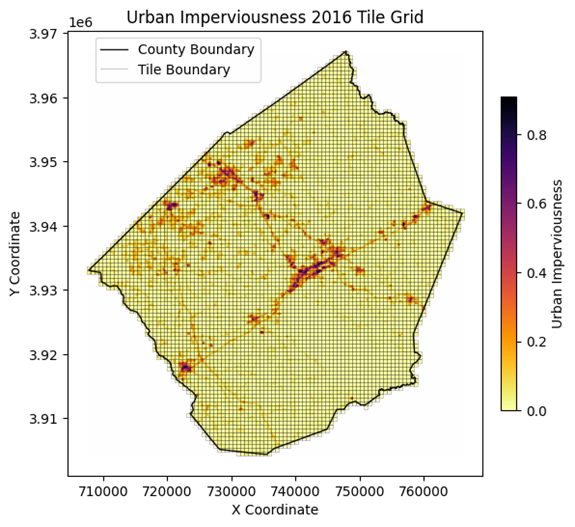 Urban Imperviousness 2016 Tile Grid
1e6
3.97
3.96
3.95
3.94
3.93
3.92
3.91
Y Coordinate
County Boundary
Tile Boundary
710000 720000 730000 740000 750000 760000
X Coordinate
0.8
0.6
0.4
0.2
0.0
Urban Imperviousness